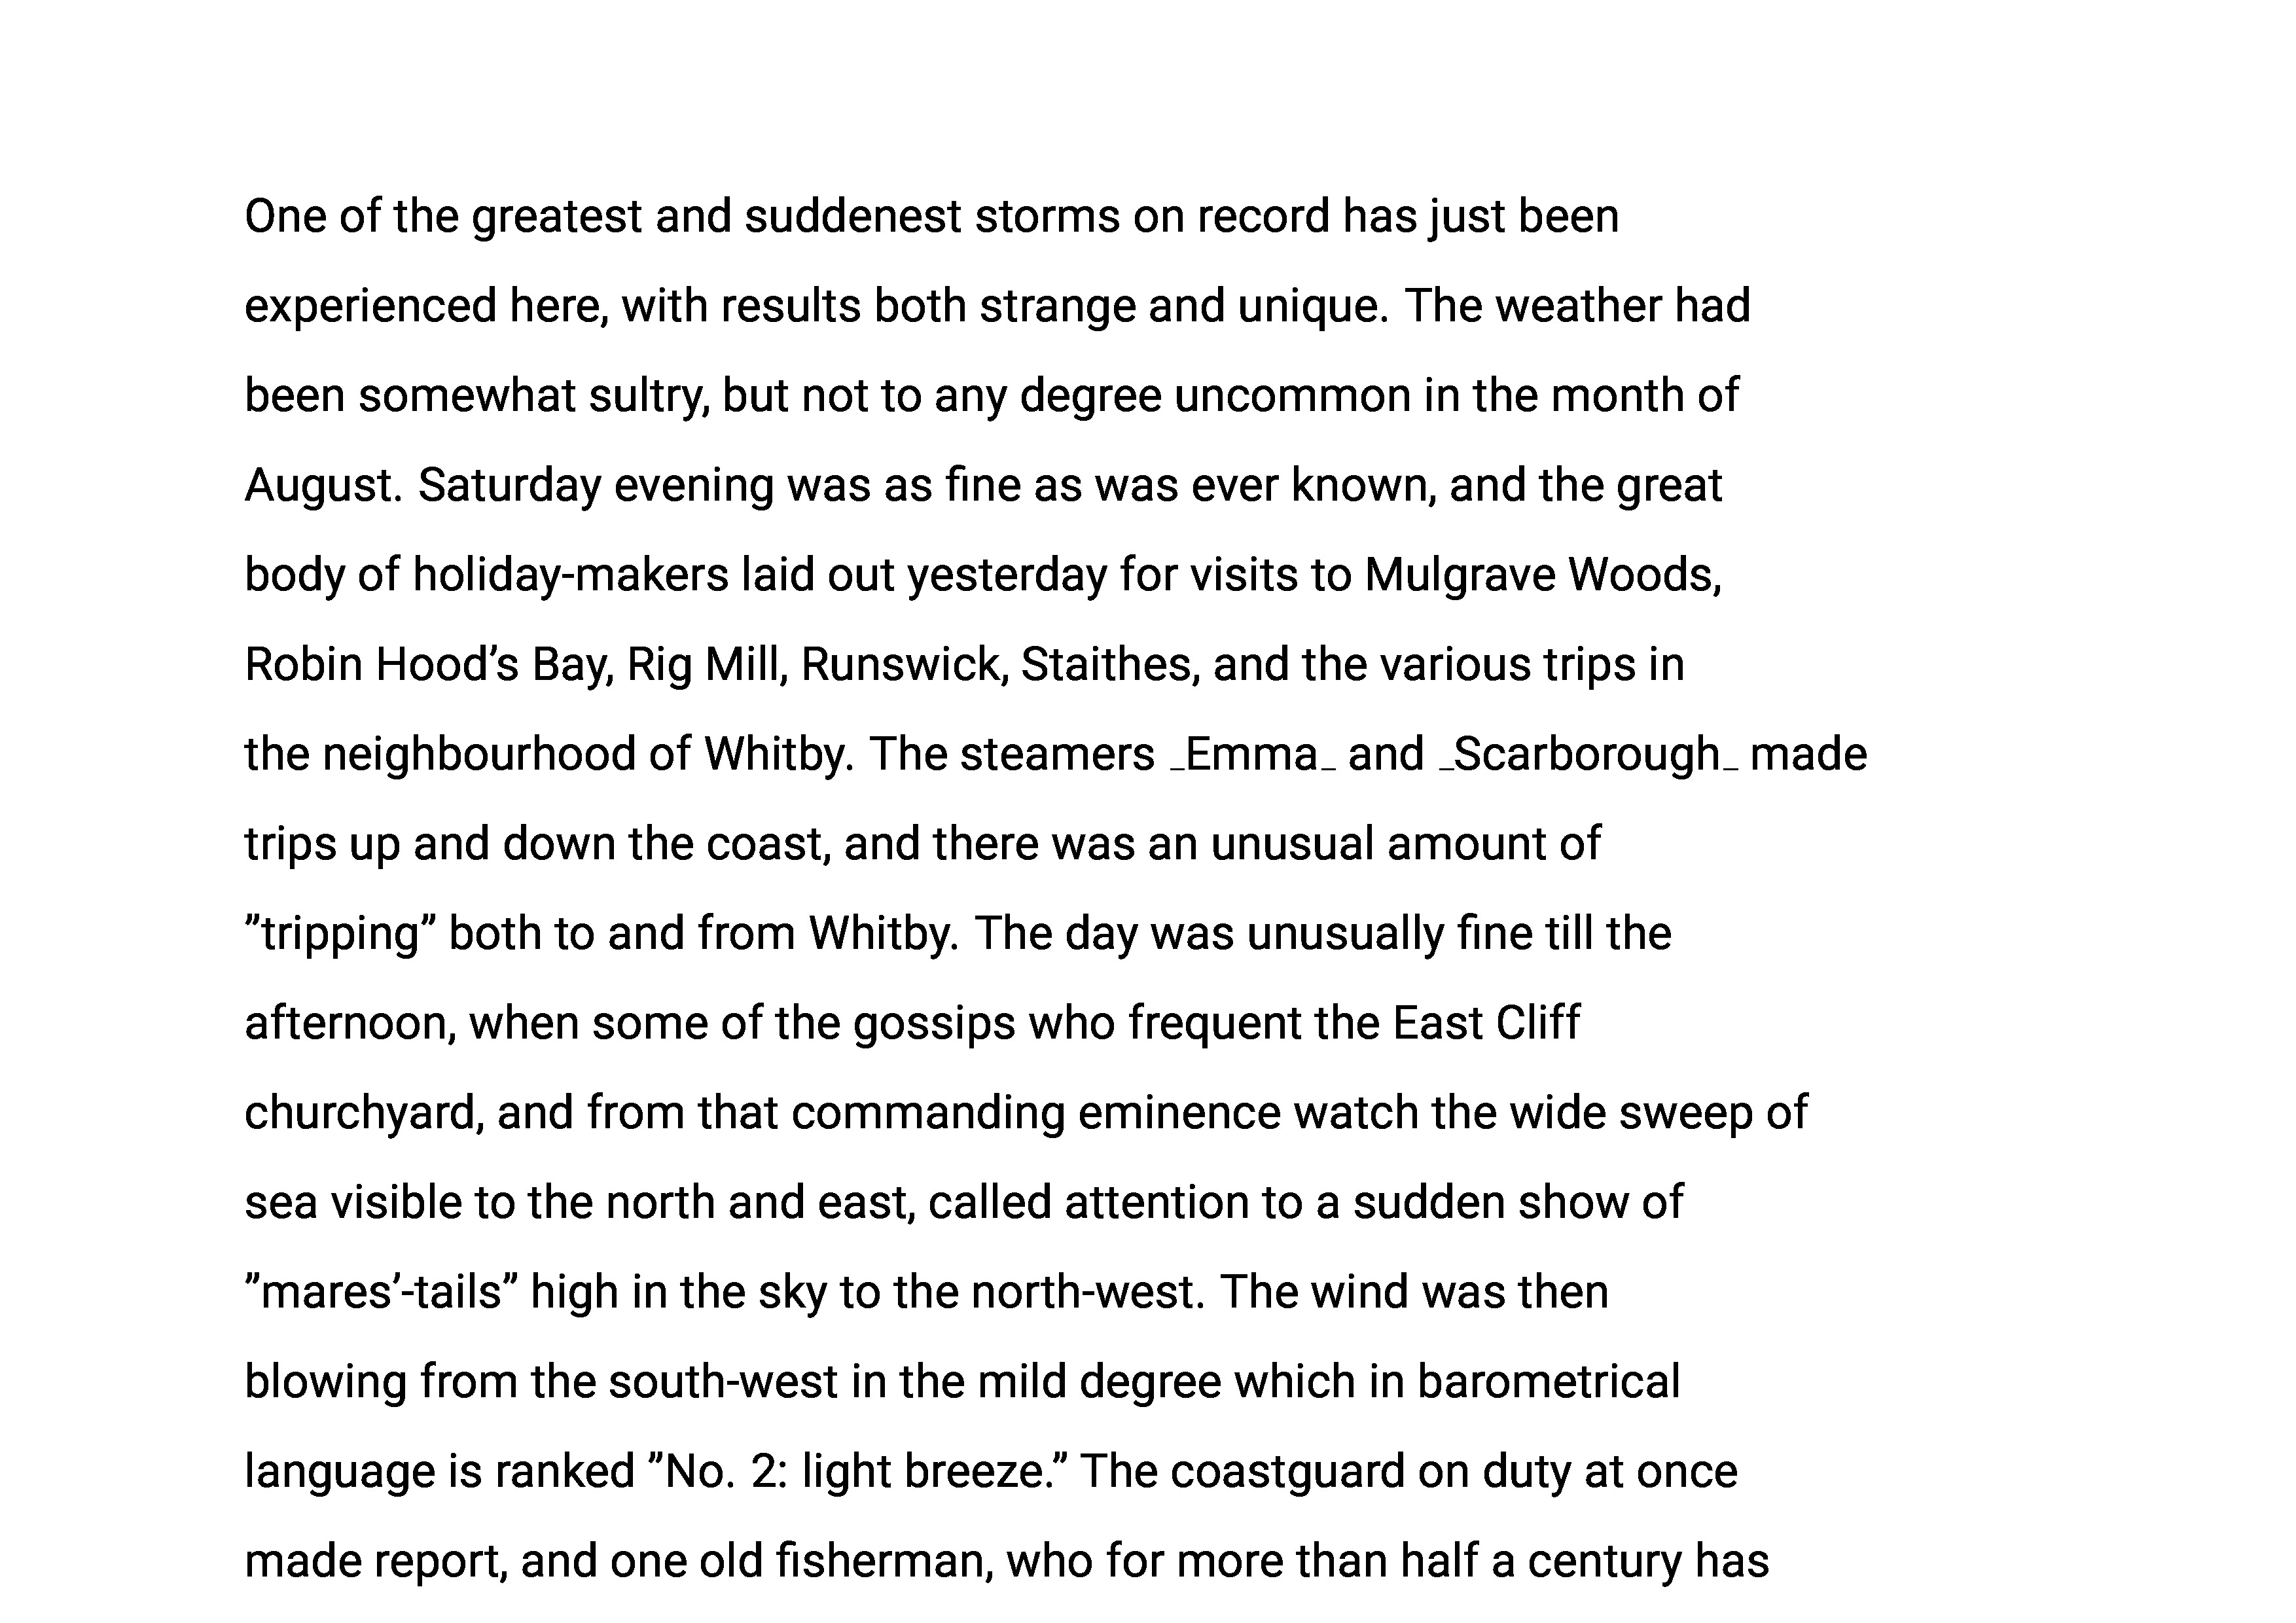 One of the greatest and suddenest storms on record has just been
experienced here, with results both strange and unique. The weather had
been somewhat sultry, but not to any degree uncommon in the month of
August. Saturday evening was as fine as was ever known, and the great
body of holiday-makers laid out yesterday for visits to Mulgrave Woods,
Robin Hood’s Bay, Rig Mill, Runswick, Staithes, and the various trips in
the neighbourhood of Whitby. The steamers _Emma_ and _Scarborough_ made
trips up and down the coast, and there was an unusual amount of
”tripping” both to and from Whitby. The day was unusually fine till the
afternoon, when some of the gossips who frequent the East Cliff
churchyard, and from that commanding eminence watch the wide sweep of
sea visible to the north and east, called attention to a sudden show of
”mares’-tails” high in the sky to the north-west. The wind was then
blowing from the south-west in the mild degree which in barometrical
language is ranked ”No. 2: light breeze.” The coastguard on duty at once
made report, and one old fisherman, who for more than half a century has